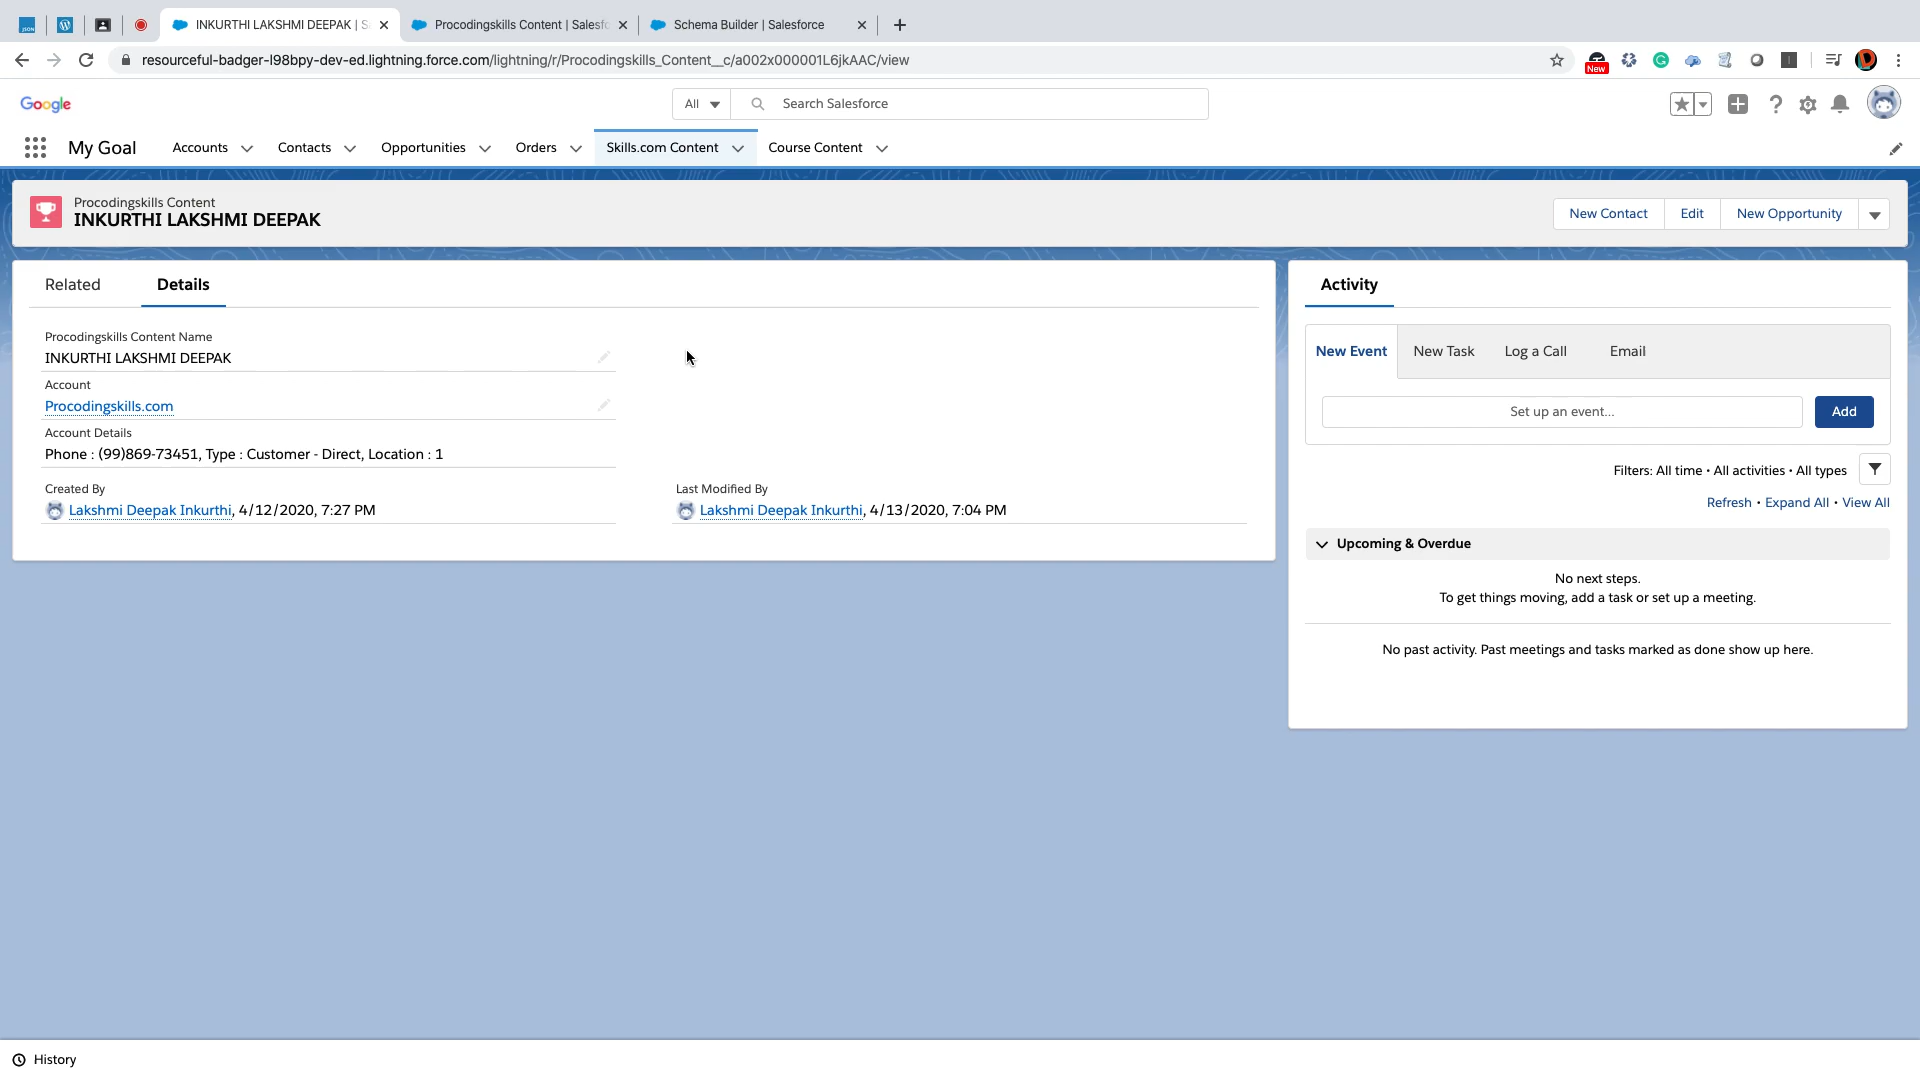 INKURTHI LAKSHMI DEEPAK | S
Procodingskills Content | Salesfo
Schema Builder | Salesforce
resourceful-badger-l98bpy-dev-ed.lightning.force.com/lightning/r/Procodingskills_Content__c/a002x000001L6jkAAC/view
New
Google
All
Search Salesforce
My Goal
Accounts
Contacts
Opportunities
Orders
Skills.com Content
Course Content
Procodingskills Content
INKURTHI LAKSHMI DEEPAK
New Contact
Edit
New Opportunity
Related
Details
Procodingskills Content Name
INKURTHI LAKSHMI DEEPAK
Account
Procodingskills.com
Account Details
Phone : (99)869-73451, Type : Customer - Direct, Location : 1
Created By
Lakshmi Deepak Inkurthi, 4/12/2020, 7:27 PM
Last Modified By
Lakshmi Deepak Inkurthi, 4/13/2020, 7:04 PM
Activity
New Event
New Task
Log a Call
Email
Set up an event...
Add
Filters: All time • All activities • All types
Refresh • Expand All • View All
Upcoming & Overdue
No next steps.
To get things moving, add a task or set up a meeting.
No past activity. Past meetings and tasks marked as done show up here.
History